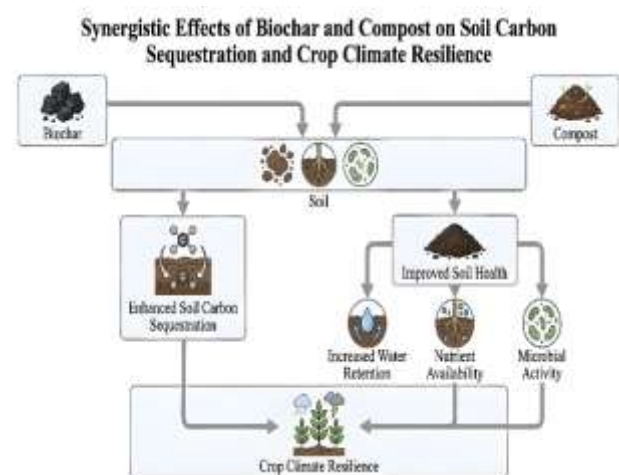 Synergistic Effects of Biochar and Compost on Soil Carbon
Sequestration and Crop Climate Resilience
Biochar
Compost
Soil
Enhanced Soil Carbon
Sequestration
Improved Soil Health
Increased Water
Retention
Nutrient
Availability
Microbial
Activity
Crop Climate Resilience